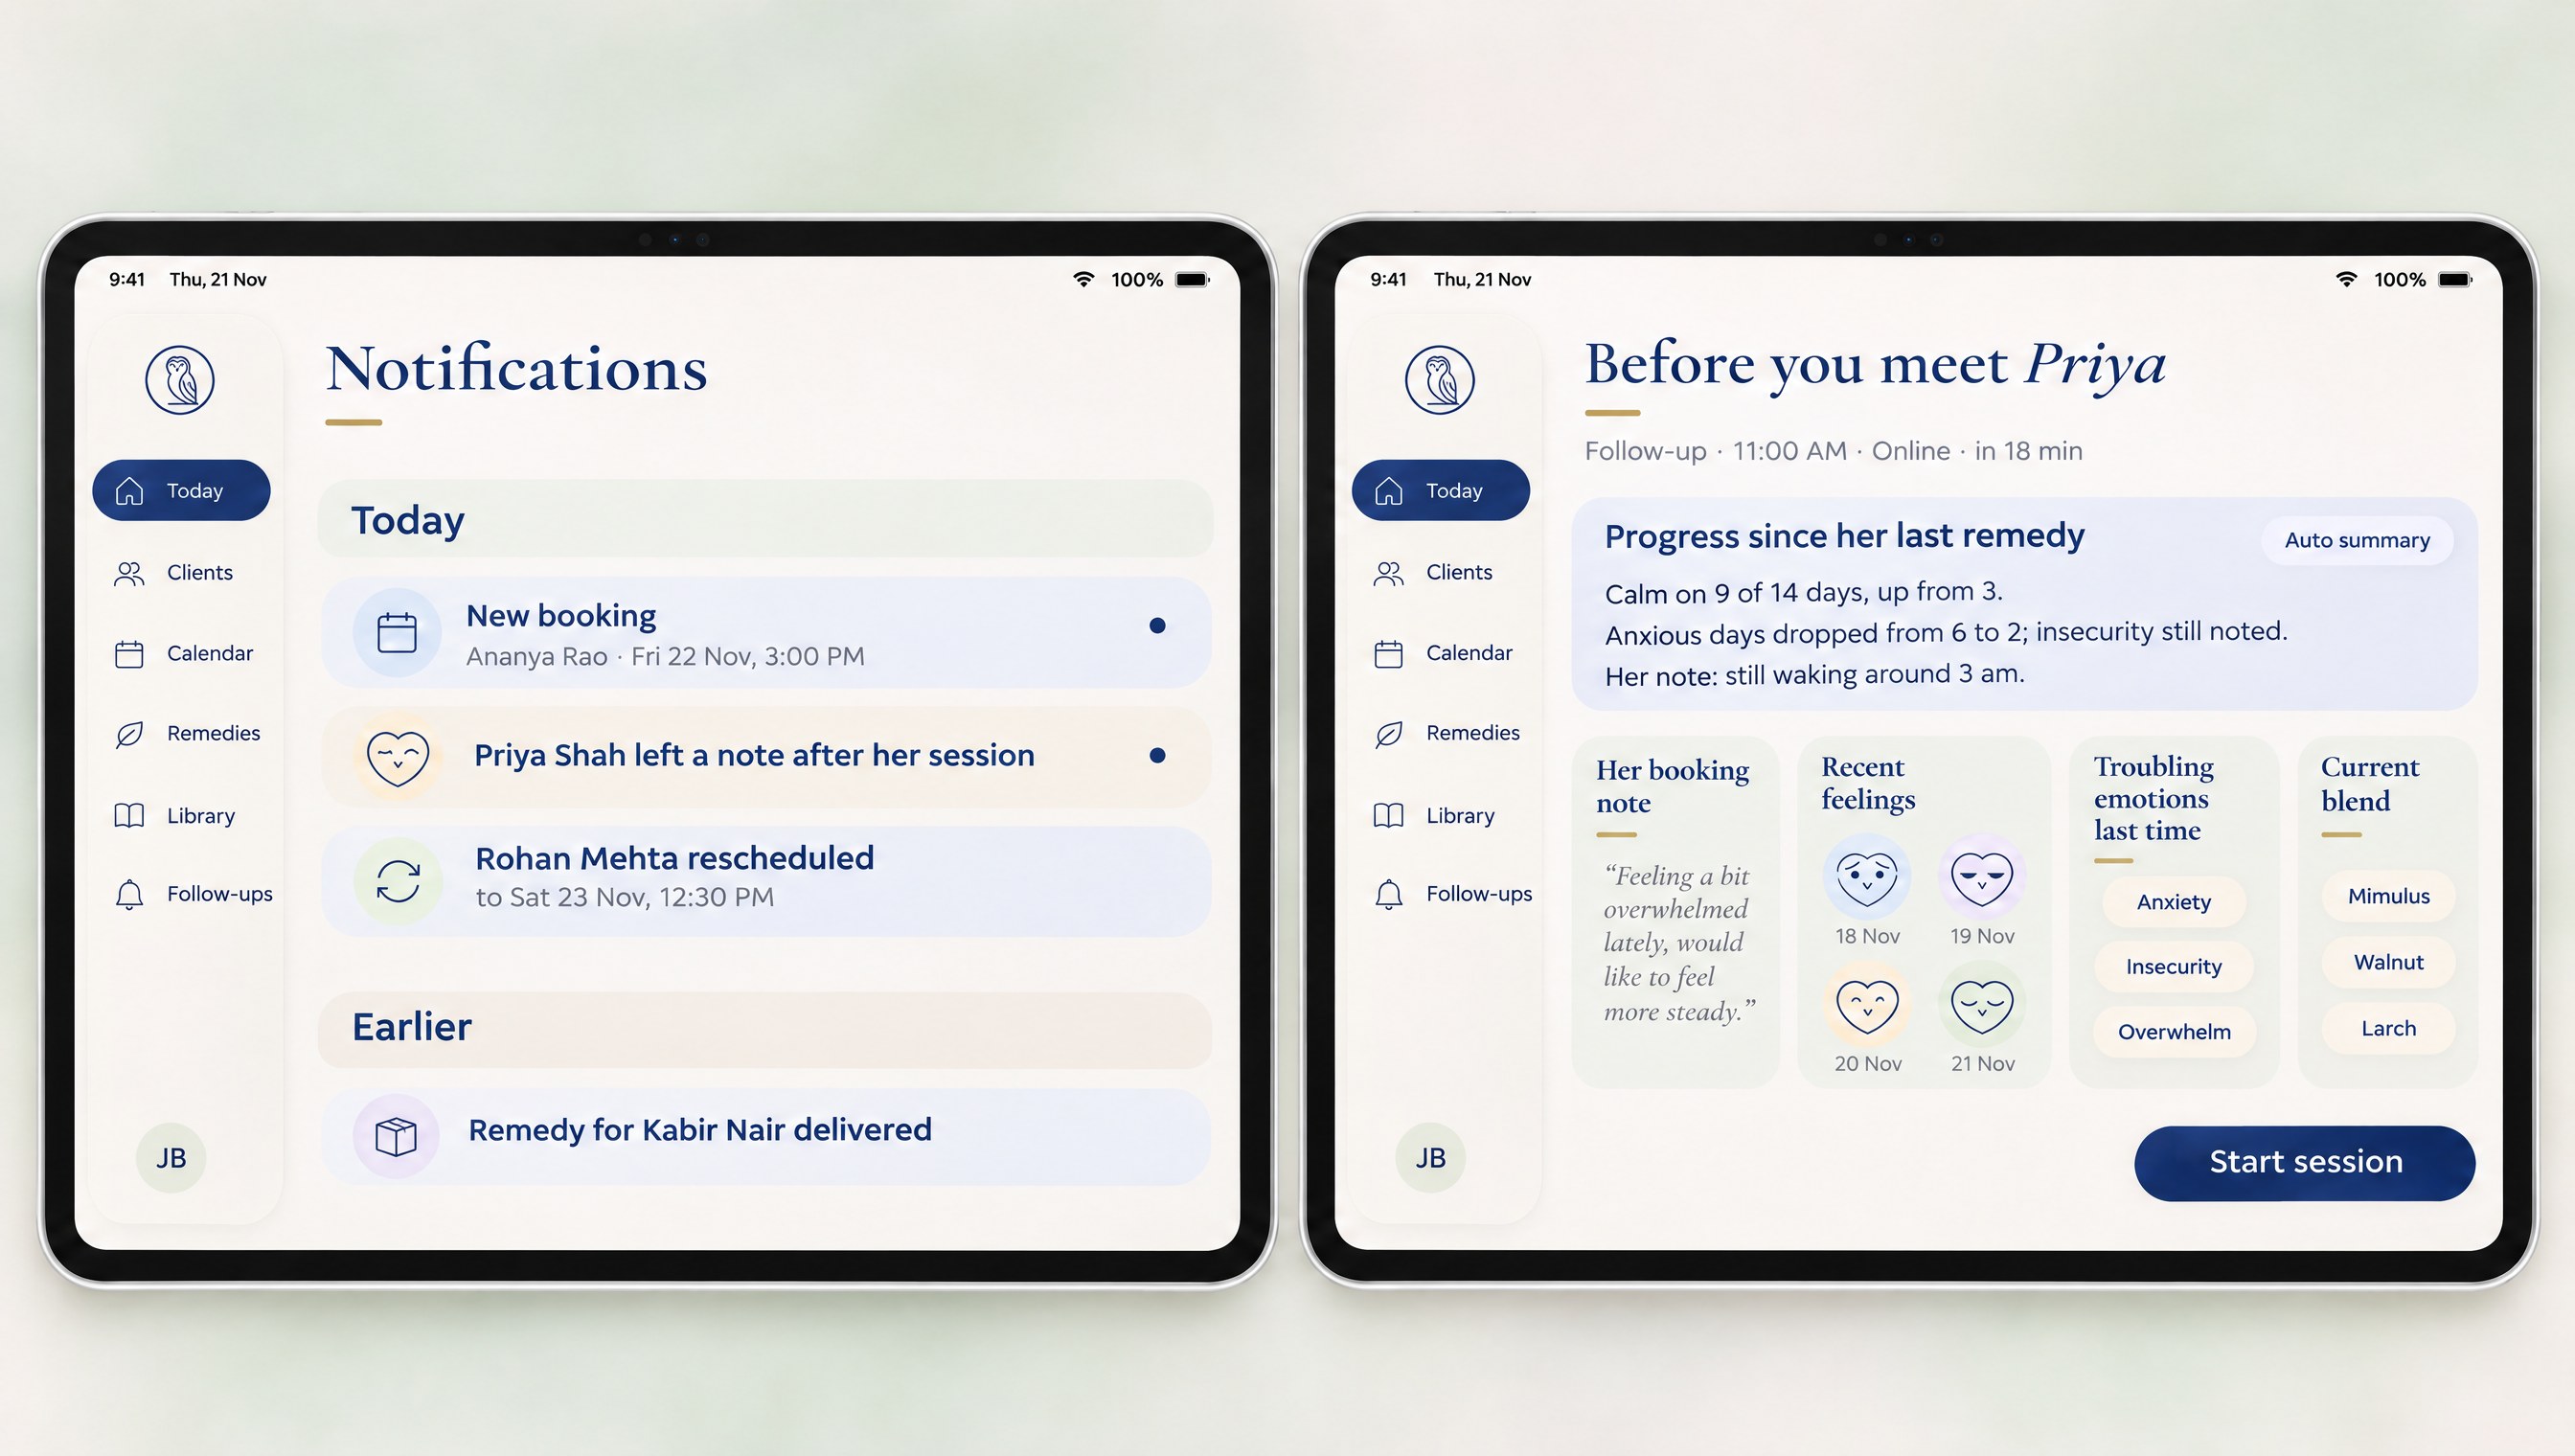 9:41 Thu, 21 Nov 100%
Notifications
Today
Clients
Calendar
Remedies
Library
Follow-ups
JB
Today
New booking
Ananya Rao · Fri 22 Nov, 3:00 PM
Priya Shah left a note after her session
Rohan Mehta rescheduled
to Sat 23 Nov, 12:30 PM
Earlier
Remedy for Kabir Nair delivered
9:41 Thu, 21 Nov 100%
Before you meet Priya
Follow-up · 11:00 AM · Online · in 18 min
Today
Clients
Calendar
Remedies
Library
Follow-ups
JB
Progress since her last remedy
Auto summary
Calm on 9 of 14 days, up from 3.
Anxious days dropped from 6 to 2; insecurity still noted.
Her note: still waking around 3 am.
Her booking
note
“Feeling a bit
overwhelmed
lately, would
like to feel
more steady.”
Recent
feelings
18 Nov
19 Nov
20 Nov
21 Nov
Troubling
emotions
last time
Anxiety
Insecurity
Overwhelm
Current
blend
Mimulus
Walnut
Larch
Start session